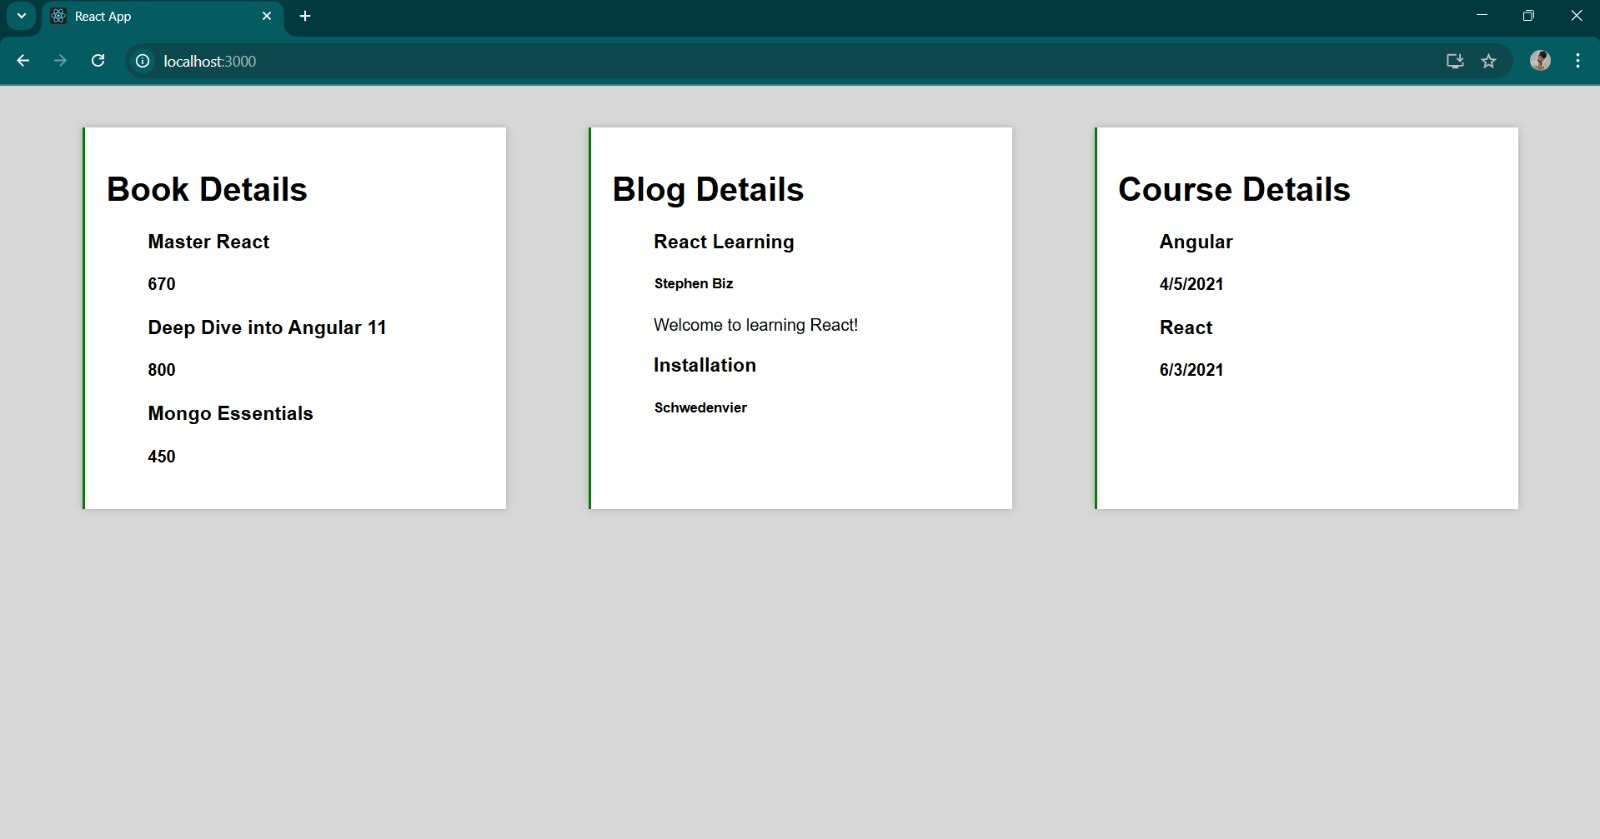 React App
localhost:3000
Book Details
Master React
670
Deep Dive into Angular 11
800
Mongo Essentials
450
Blog Details
React Learning
Stephen Biz
Welcome to learning React!
Installation
Schwedenvier
Course Details
Angular
4/5/2021
React
6/3/2021